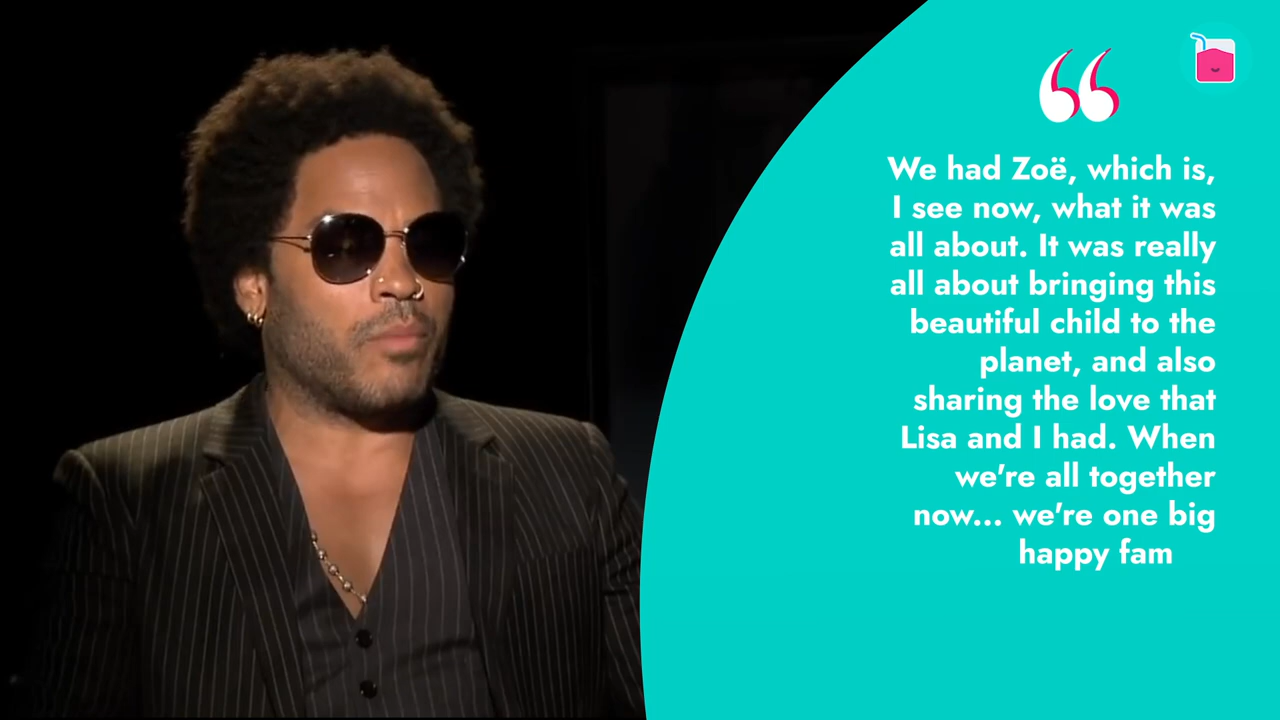 “
We had Zoë, which is,
I see now, what it was
all about. It was really
all about bringing this
beautiful child to the
planet, and also
sharing the love that
Lisa and I had. When
we're all together
now... we're one big
happy fam